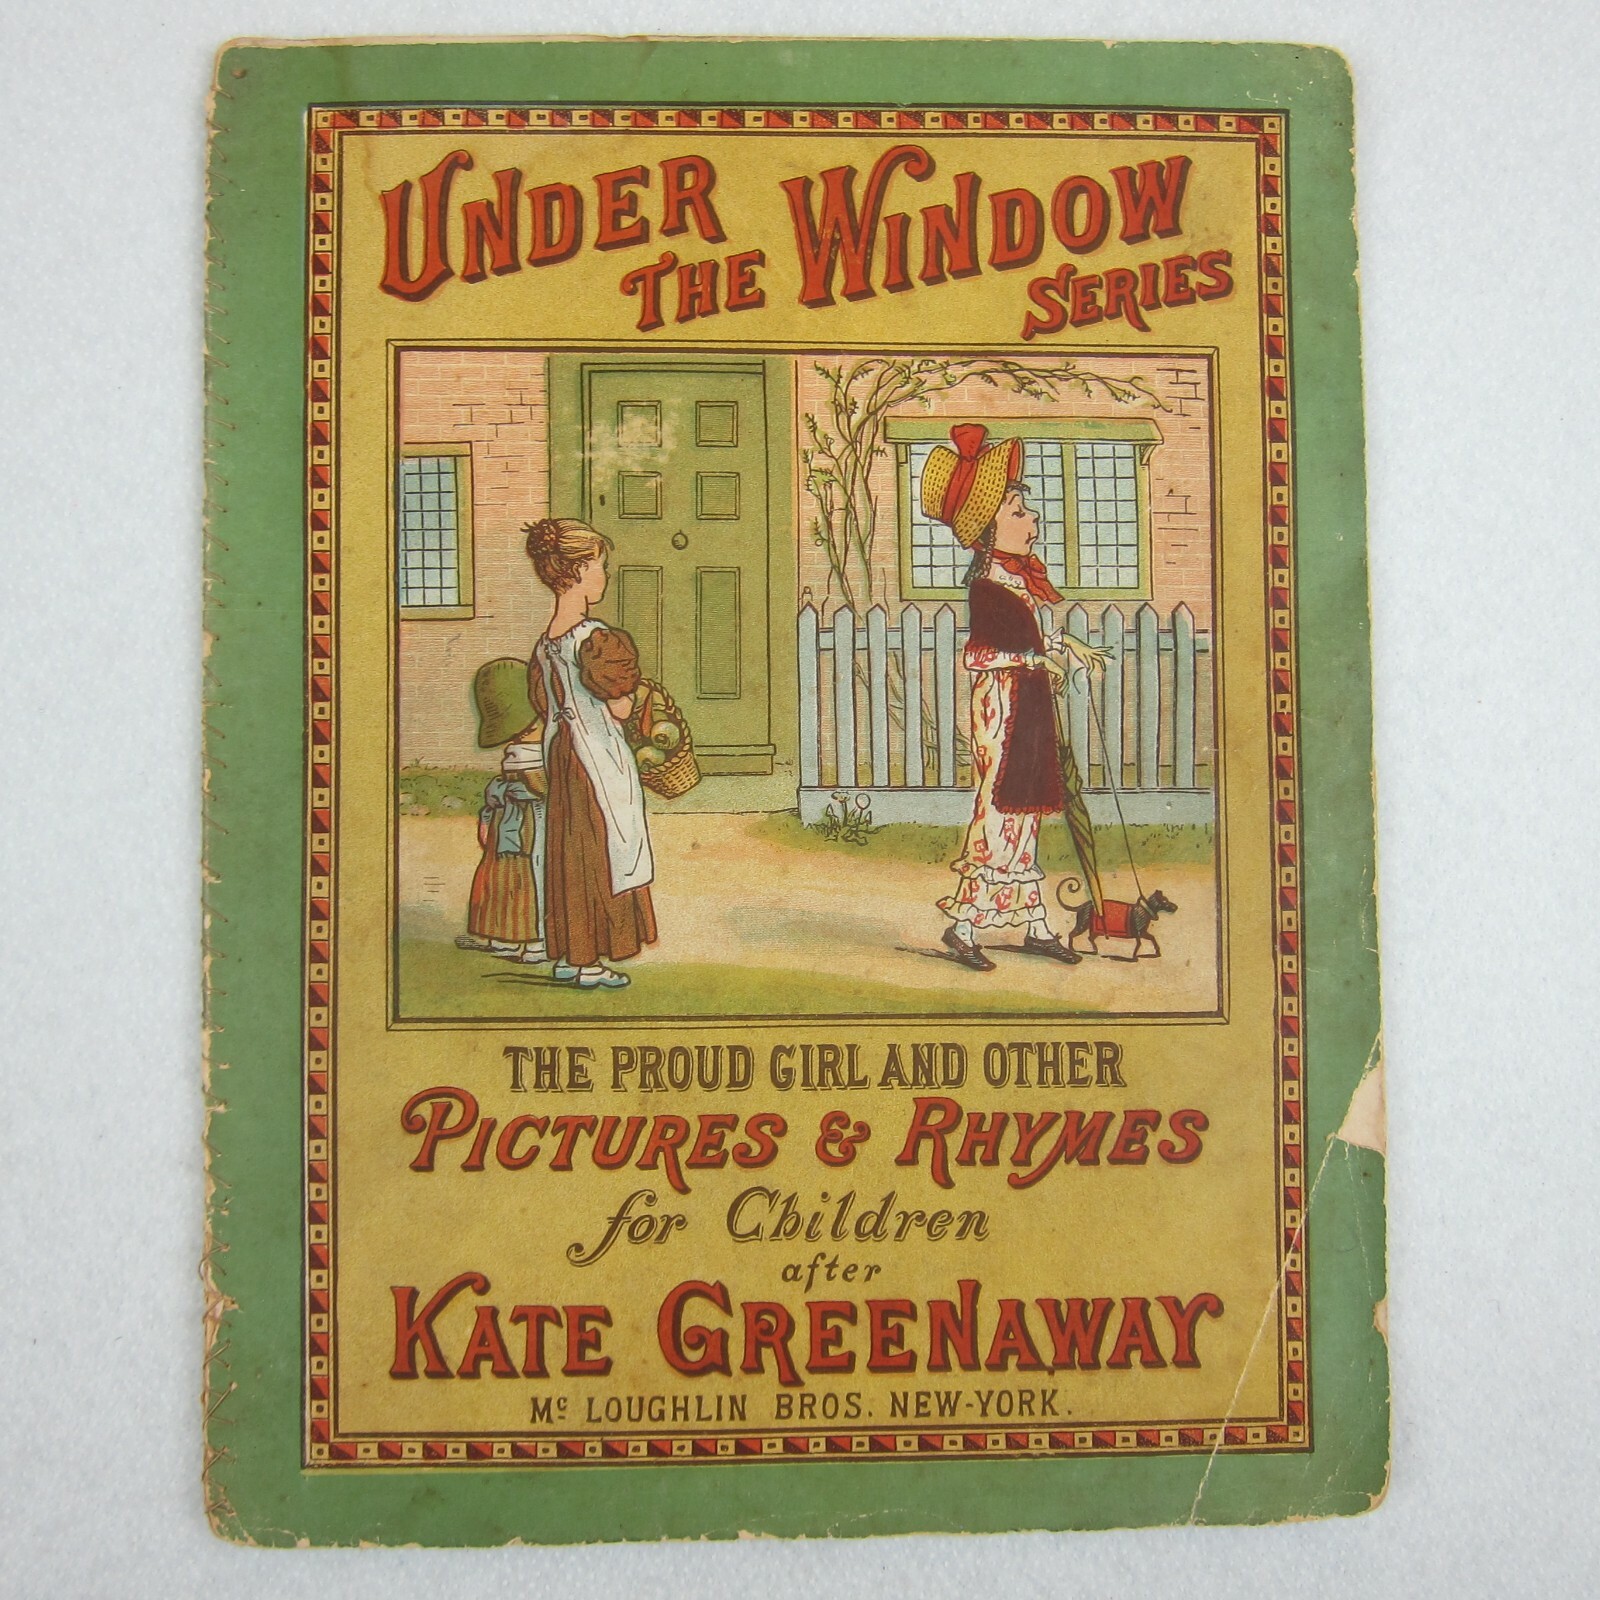 UNDER THE WINDOW
SERIES
THE PROUD GIRL AND OTHER
PICTURES & RHYMES
for Children
after
KATE GREENAWAY
Mc LOUGHLIN BROS. NEW-YORK.